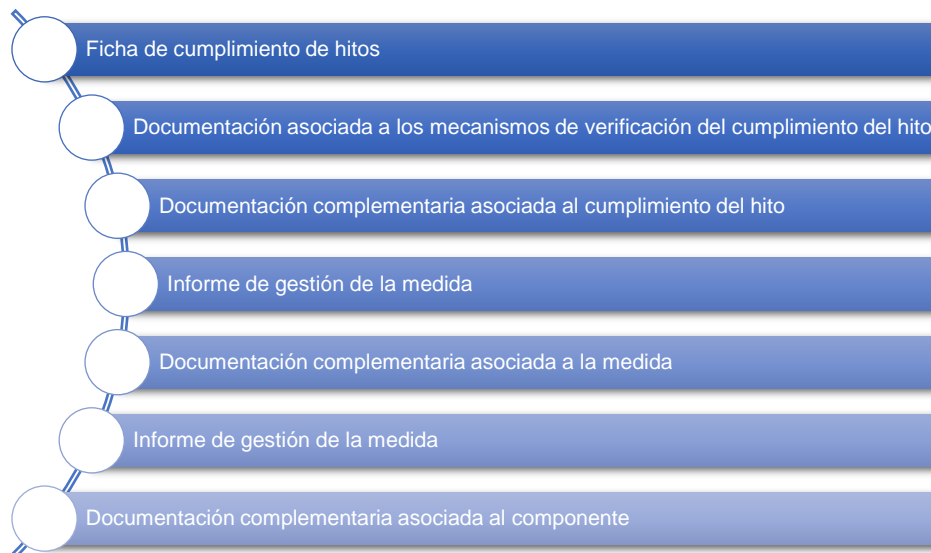 Ficha de cumplimiento de hitos
Documentación asociada a los mecanismos de verificación del cumplimiento del hito
Documentación complementaria asociada al cumplimiento del hito
Informe de gestión de la medida
Documentación complementaria asociada a la medida
Informe de gestión de la medida
Documentación complementaria asociada al componente